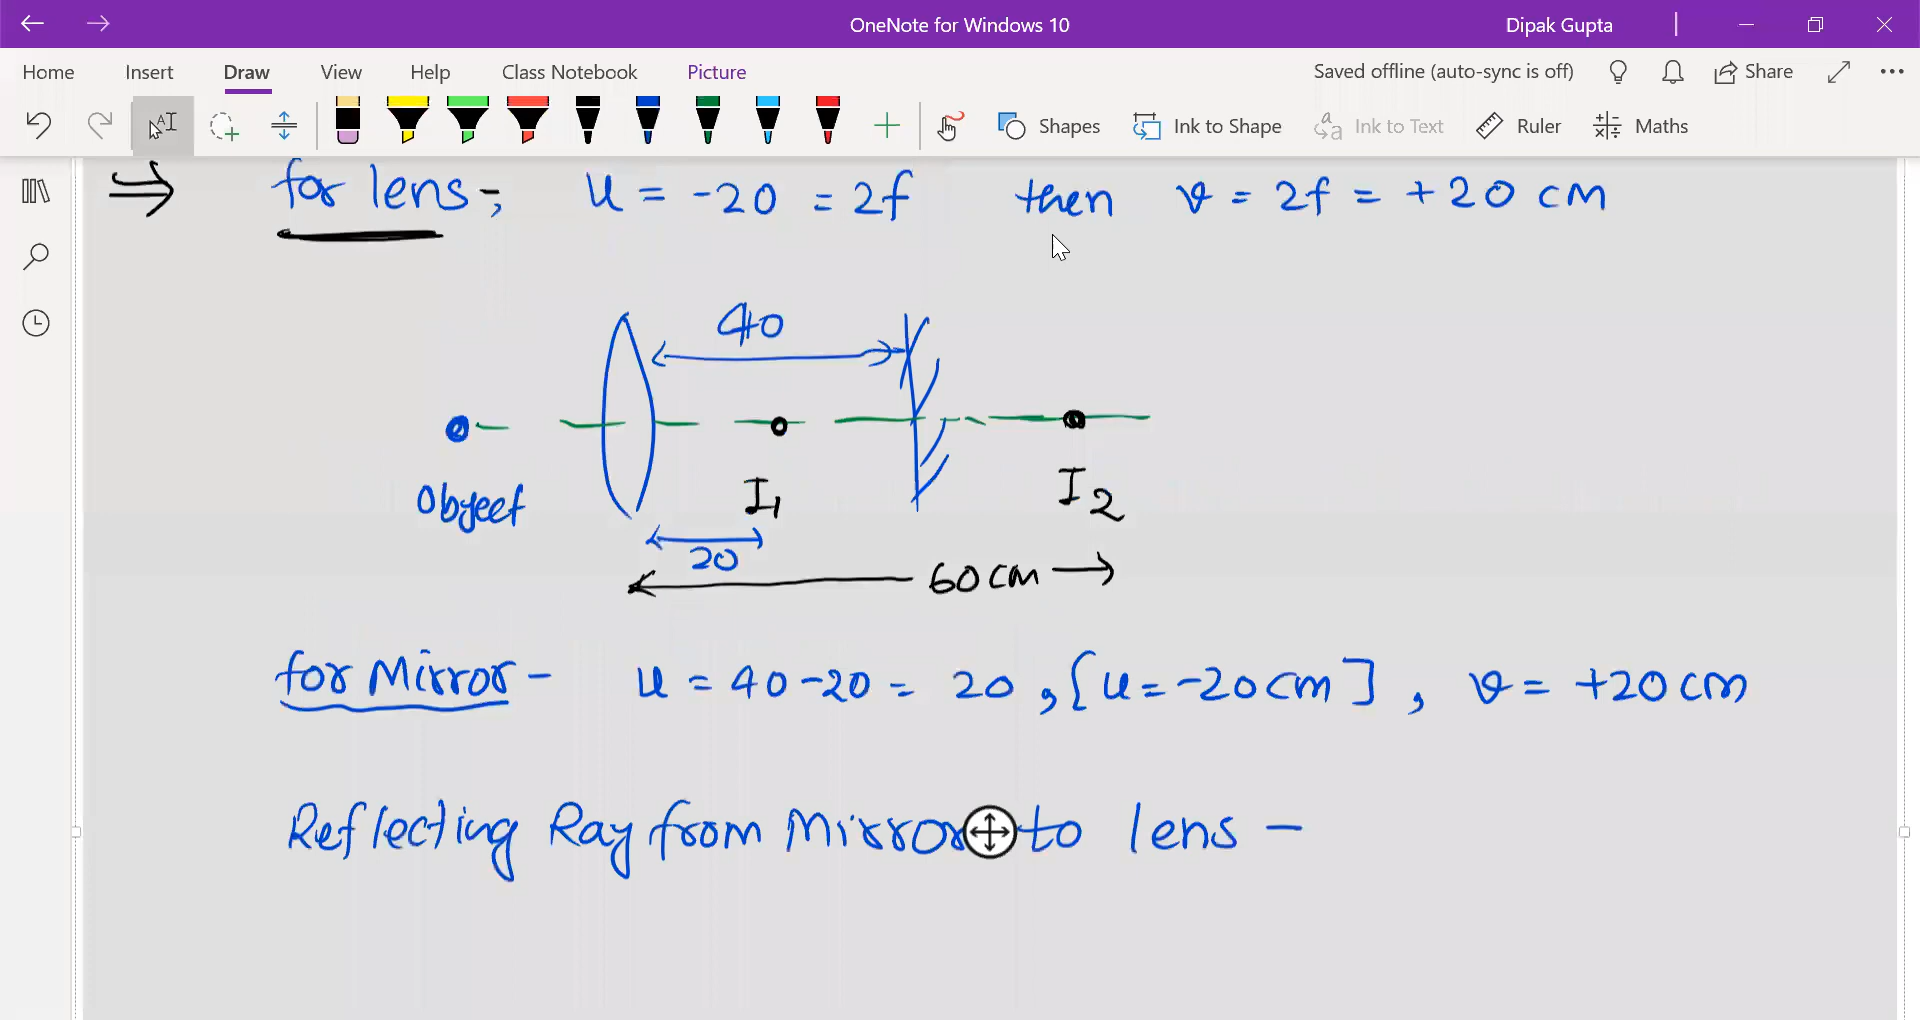 OneNote for Windows 10
Dipak Gupta
Home Insert Draw View Help Class Notebook Picture
Saved offline (auto-sync is off) Share
Shapes Ink to Shape Ink to Text Ruler Maths
⇒ for lens-; u = -20 = 2f then v = 2f = +20 cm
40
Object
I1
I2
20
60 cm
for Mirror - u = 40 - 20 = 20, [u = -20 cm], v = +20 cm
Reflecting Ray from Mirror to lens -